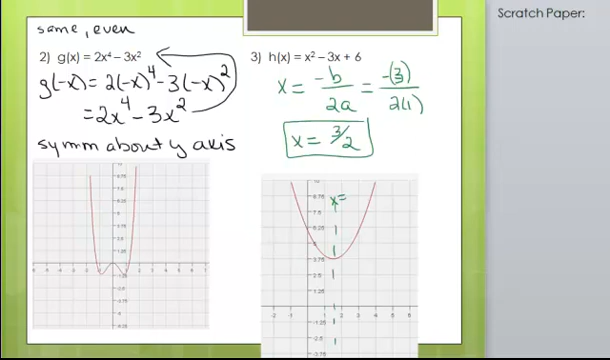 Scratch Paper:
same, even
2) g(x) = 2x⁴ – 3x²
g(-x) = 2(-x)⁴ - 3(-x)²
= 2x⁴ - 3x²
symm about y axis
3) h(x) = x² – 3x + 6
x = -b/2a = -(3)/2(1)
x = 3/2
x=